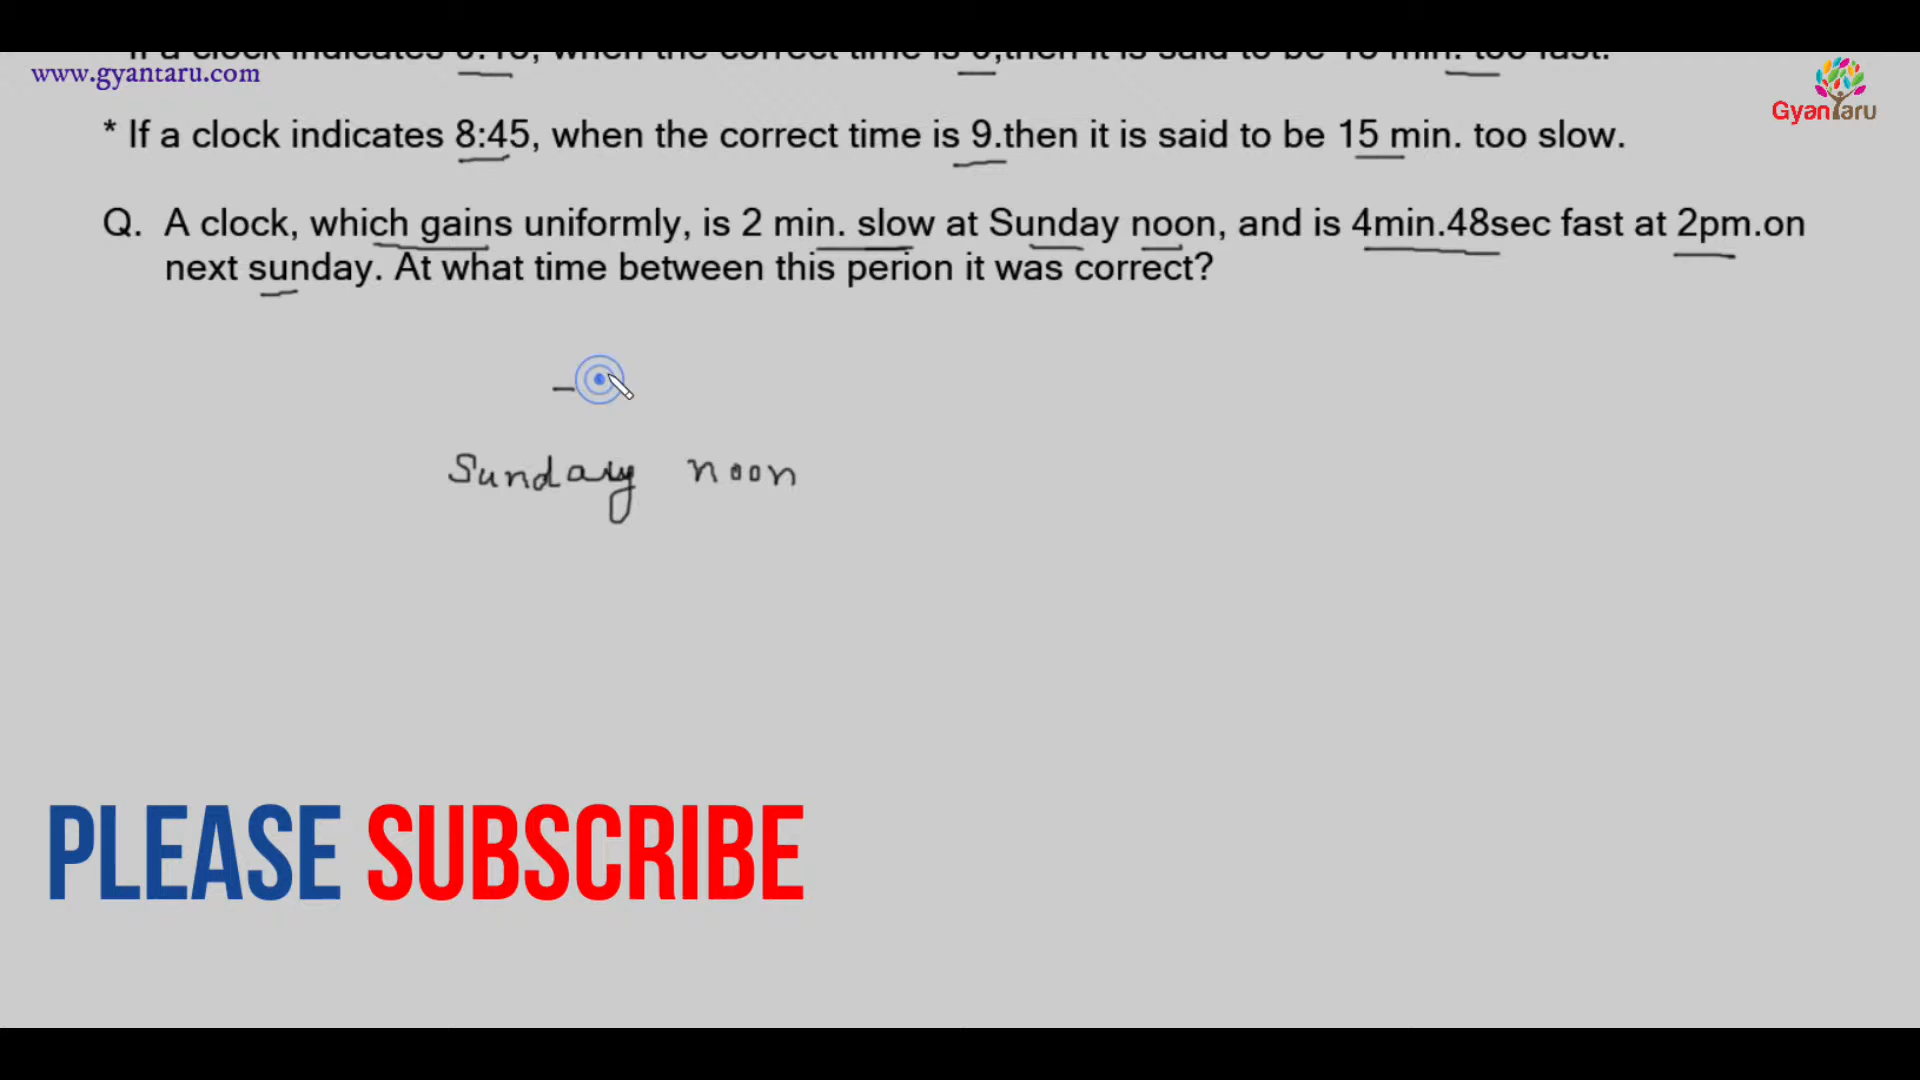 www.gyantaru.com
GyanTaru
* If a clock indicates 8:45, when the correct time is 9.then it is said to be 15 min. too slow.
Q. A clock, which gains uniformly, is 2 min. slow at Sunday noon, and is 4min.48sec fast at 2pm.on
next sunday. At what time between this perion it was correct?
Sunday noon
PLEASE SUBSCRIBE